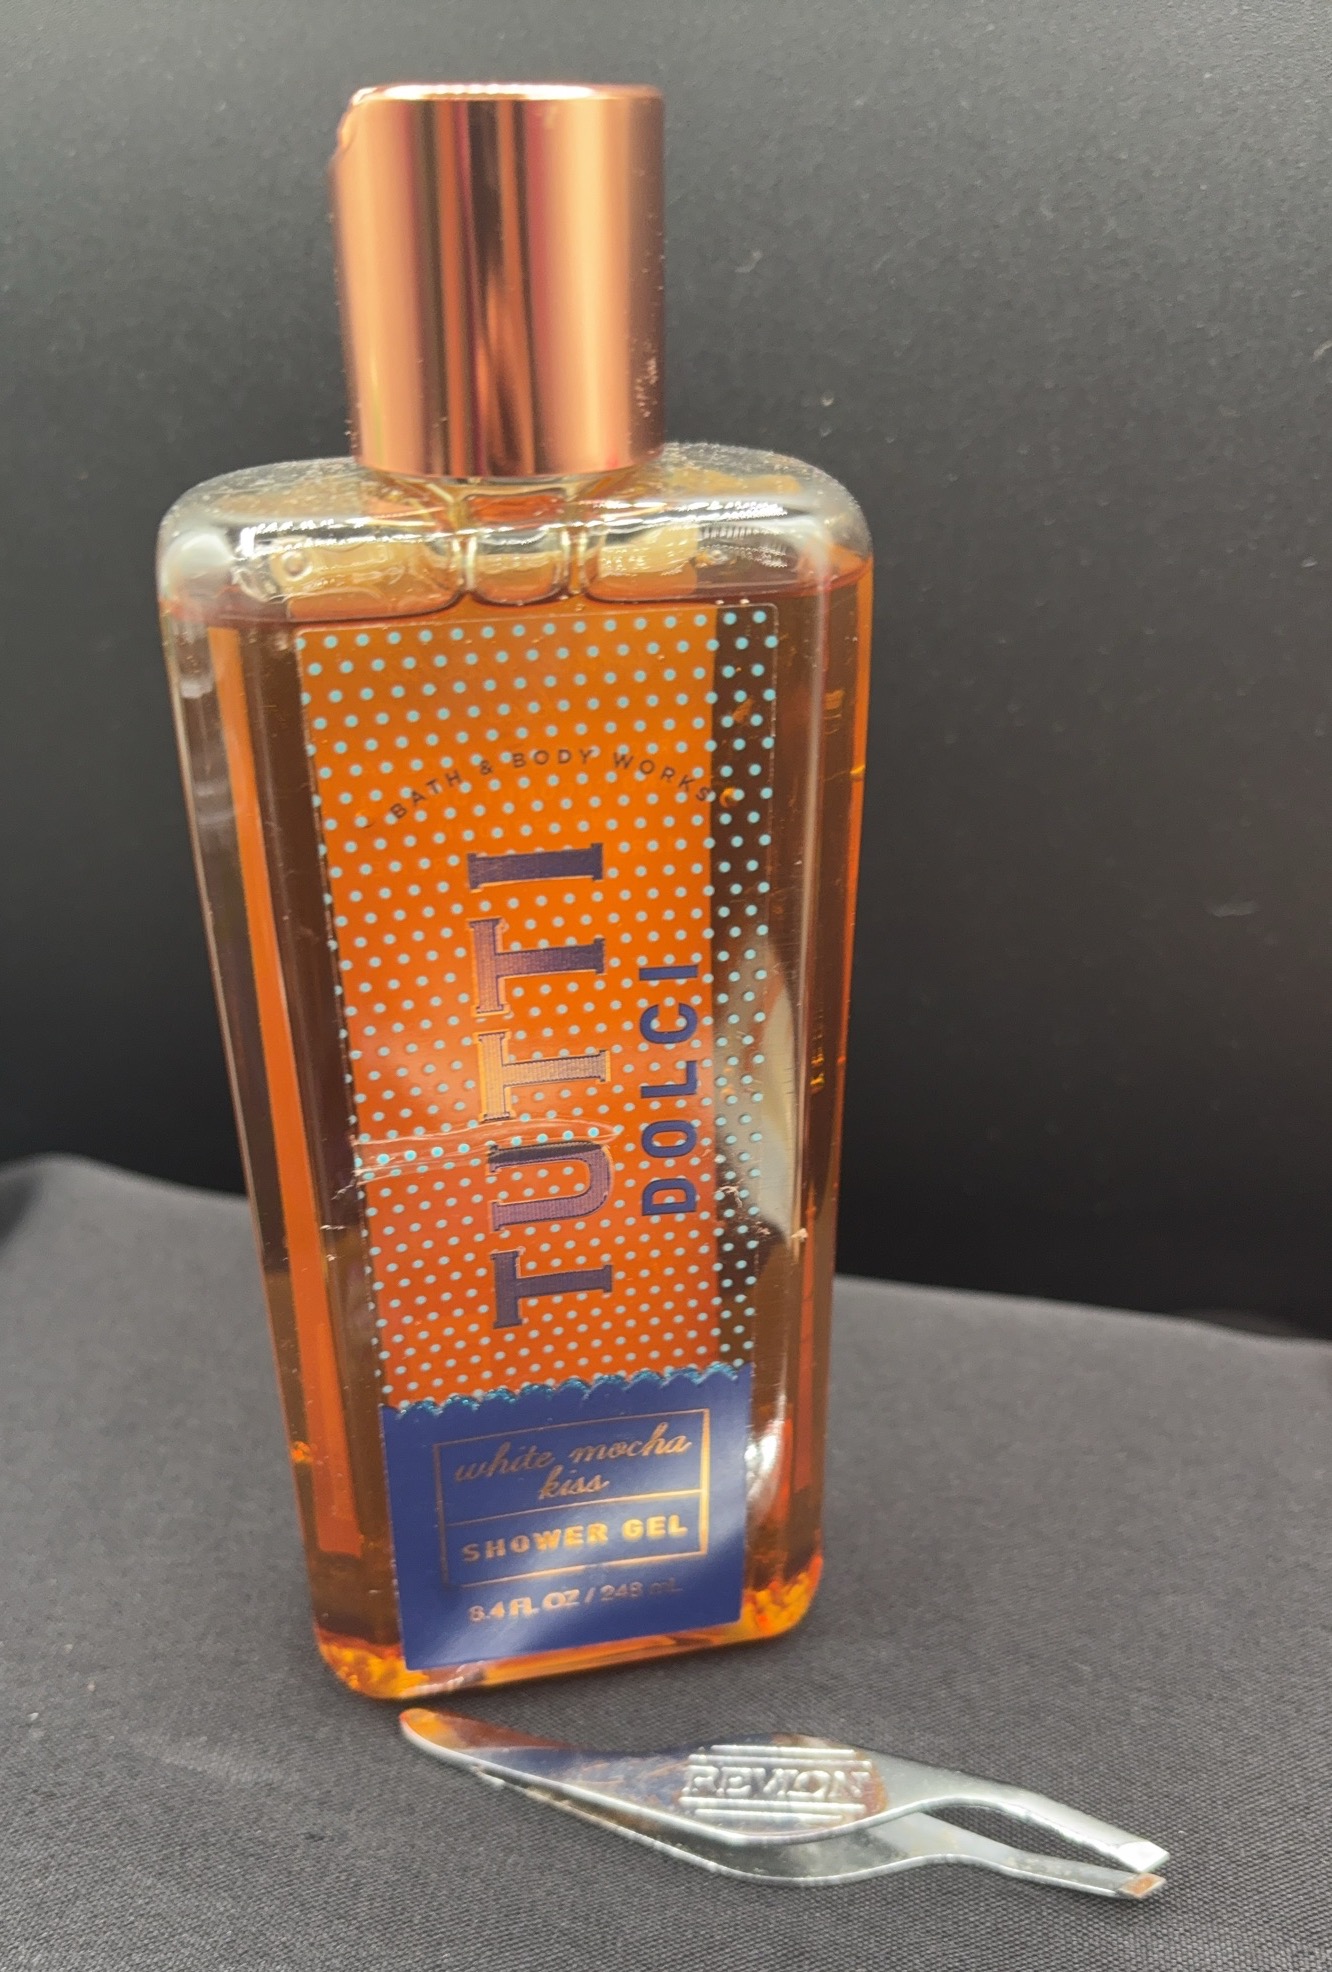 BATH & BODY WORKS
TUTTI
DOLCI
white mocha
kiss
SHOWER GEL
8.4 FL OZ / 248 mL
REVLON